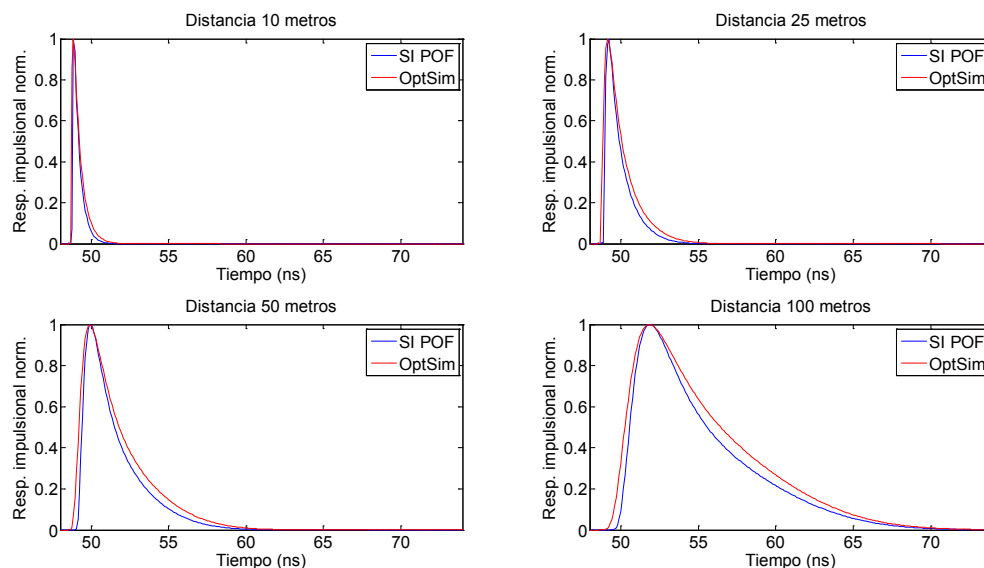 Distancia 10 metros
Resp. impulsional norm.
1
0.8
0.6
0.4
0.2
0
50
55
60
65
70
Tiempo (ns)
SI POF
OptSim
Distancia 25 metros
Resp. impulsional norm.
1
0.8
0.6
0.4
0.2
0
50
55
60
65
70
Tiempo (ns)
SI POF
OptSim
Distancia 50 metros
Resp. impulsional norm.
1
0.8
0.6
0.4
0.2
0
50
55
60
65
70
Tiempo (ns)
SI POF
OptSim
Distancia 100 metros
Resp. impulsional norm.
1
0.8
0.6
0.4
0.2
0
50
55
60
65
70
Tiempo (ns)
SI POF
OptSim